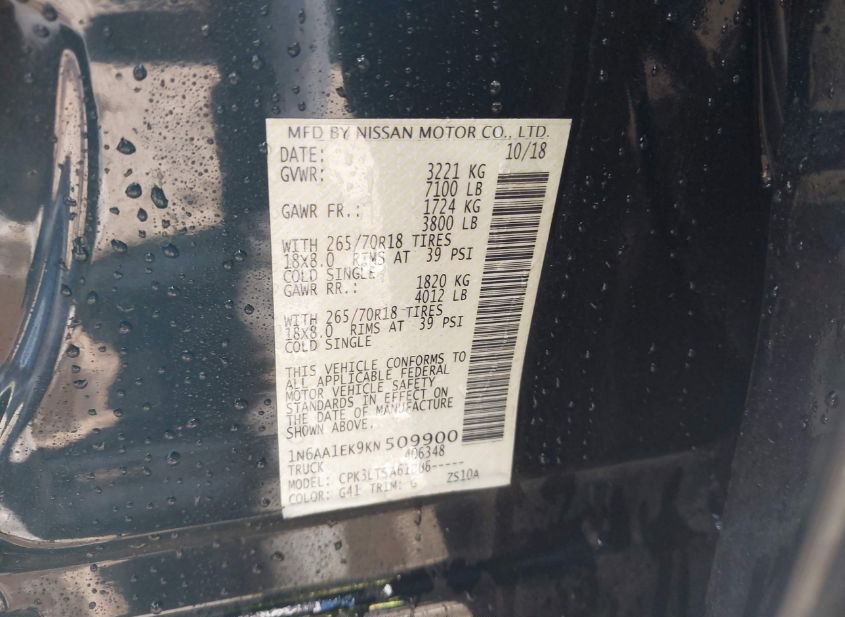 MFD BY NISSAN MOTOR CO., LTD.
DATE: 10/18
GVWR: 3221 KG
7100 LB
GAWR FR.: 1724 KG
3800 LB
WITH 265/70R18 TIRES
18X8.0 RIMS AT 39 PSI
COLD SINGLE
GAWR RR.: 1820 KG
4012 LB
WITH 265/70R18 TIRES
18X8.0 RIMS AT 39 PSI
COLD SINGLE
THIS VEHICLE CONFORMS TO
ALL APPLICABLE FEDERAL
MOTOR VEHICLE SAFETY
STANDARDS IN EFFECT ON
THE DATE OF MANUFACTURE
SHOWN ABOVE.
1N6AA1EK9KN 509900
TRUCK 406348
MODEL:
COLOR: G41 TRIM: G ZS10A